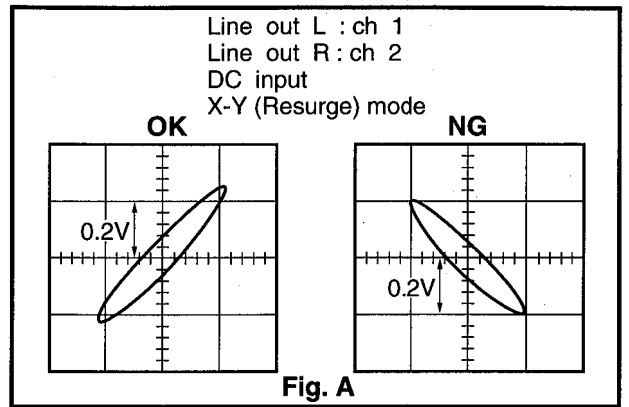 Line out L : ch 1
Line out R : ch 2
DC input
X-Y (Resurge) mode
OK
NG
0.2V
0.2V
Fig. A